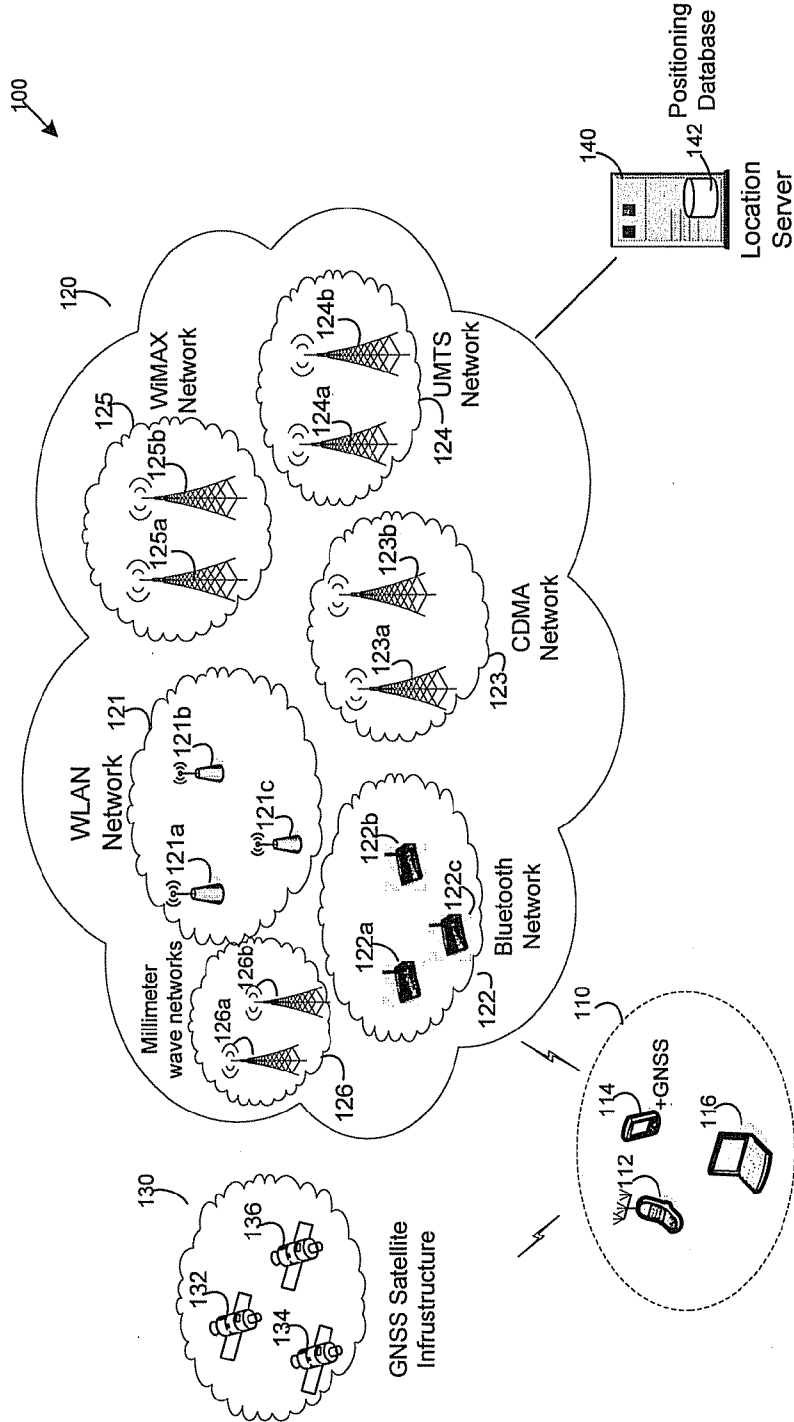 100
120
130
132
136
134
GNSS Satellite
Infrustructure
Millimeter
wave networks
126a
126b
126
WLAN
Network
121
121a
121b
121c
WiMAX
Network
125
125a
125b
122a
122b
122c
122
Bluetooth
Network
123a
123b
123
CDMA
Network
124a
124b
124
UMTS
Network
110
112
114
+GNSS
116
140
142
Positioning
Database
Location
Server